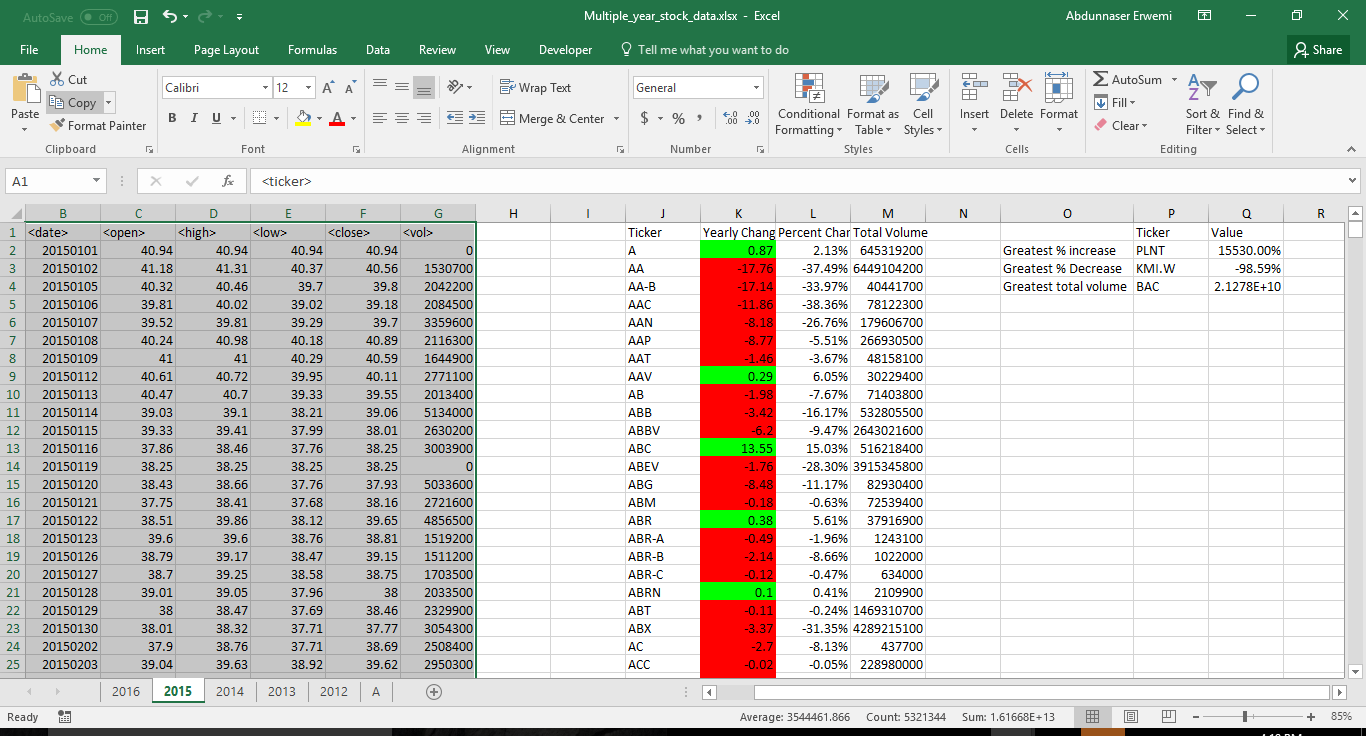 AutoSave Off Multiple_year_stock_data.xlsx - Excel Abdunnaser Erwemi
File Home Insert Page Layout Formulas Data Review View Developer Tell me what you want to do Share
Paste Cut Copy Format Painter
Calibri 12 A A
B I U A
Wrap Text
Merge & Center
General
$ % ,
Conditional Formatting Format as Table Cell Styles
Insert Delete Format
AutoSum Fill Clear
Sort & Filter Find & Select
Clipboard Font Alignment Number Styles Cells Editing
A1 fx <ticker>
B C D E F G H I J K L M N O P Q R
1 <date> <open> <high> <low> <close> <vol> Ticker Yearly Chang Percent Char Total Volume Ticker Value
2 20150101 40.94 40.94 40.94 40.94 0 A 0.87 2.13% 645319200 Greatest % increase PLNT 15530.00%
3 20150102 41.18 41.31 40.37 40.56 1530700 AA -17.76 -37.49% 6449104200 Greatest % Decrease KMI.W -98.59%
4 20150105 40.32 40.46 39.7 39.8 2042200 AA-B -17.14 -33.97% 40441700 Greatest total volume BAC 2.1278E+10
5 20150106 39.81 40.02 39.02 39.18 2084500 AAC -11.86 -38.36% 78122300
6 20150107 39.52 39.81 39.29 39.7 3359600 AAN -8.18 -26.76% 179606700
7 20150108 40.24 40.98 40.18 40.89 2116300 AAP -8.77 -5.51% 266930500
8 20150109 41 41 40.29 40.59 1644900 AAT -1.46 -3.67% 48158100
9 20150112 40.61 40.72 39.95 40.11 2771100 AAV 0.29 6.05% 30229400
10 20150113 40.47 40.7 39.33 39.55 2013400 AB -1.98 -7.67% 71403800
11 20150114 39.03 39.1 38.21 39.06 5134000 ABB -3.42 -16.17% 532805500
12 20150115 39.33 39.41 37.99 38.01 2630200 ABBV -6.2 -9.47% 2643021600
13 20150116 37.86 38.46 37.76 38.25 3003900 ABC 13.55 15.03% 516218400
14 20150119 38.25 38.25 38.25 38.25 0 ABEV -1.76 -28.30% 3915345800
15 20150120 38.43 38.66 37.76 37.93 5033600 ABG -8.48 -11.17% 82930400
16 20150121 37.75 38.41 37.68 38.16 2721600 ABM -0.18 -0.63% 72539400
17 20150122 38.51 39.86 38.12 39.65 4856500 ABR 0.38 5.61% 37916900
18 20150123 39.6 39.6 38.76 38.81 1519200 ABR-A -0.49 -1.96% 1243100
19 20150126 38.79 39.17 38.47 39.15 1511200 ABR-B -2.14 -8.66% 1022000
20 20150127 38.7 39.25 38.58 38.75 1703500 ABR-C -0.12 -0.47% 634000
21 20150128 39.01 39.05 37.96 38 2033500 ABRN 0.1 0.41% 2109900
22 20150129 38 38.47 37.69 38.46 2329900 ABT -0.11 -0.24% 1469310700
23 20150130 38.01 38.32 37.71 37.77 3054300 ABX -3.37 -31.35% 4289215100
24 20150202 37.9 38.76 37.71 38.69 2508400 AC -2.7 -8.13% 437700
25 20150203 39.04 39.63 38.92 39.62 2950300 ACC -0.02 -0.05% 228980000
2016 2015 2014 2013 2012 A
Ready Average: 3544461.866 Count: 5321344 Sum: 1.61668E+13 85%